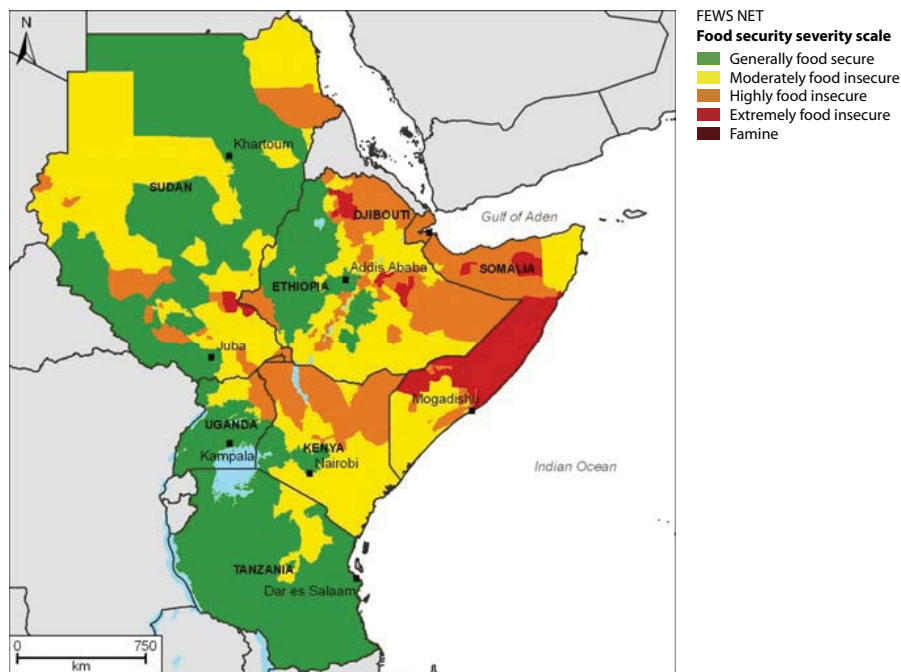 N
Khartoum
SUDAN
DJIBOUTI
Gulf of Aden
Addis Ababa
SOMALIA
ETHIOPIA
Juba
Mogadishu
UGANDA
KENYA
Kampala
Nairobi
Indian Ocean
TANZANIA
Dar es Salaam
0 750
km
FEWS NET
Food security severity scale
Generally food secure
Moderately food insecure
Highly food insecure
Extremely food insecure
Famine